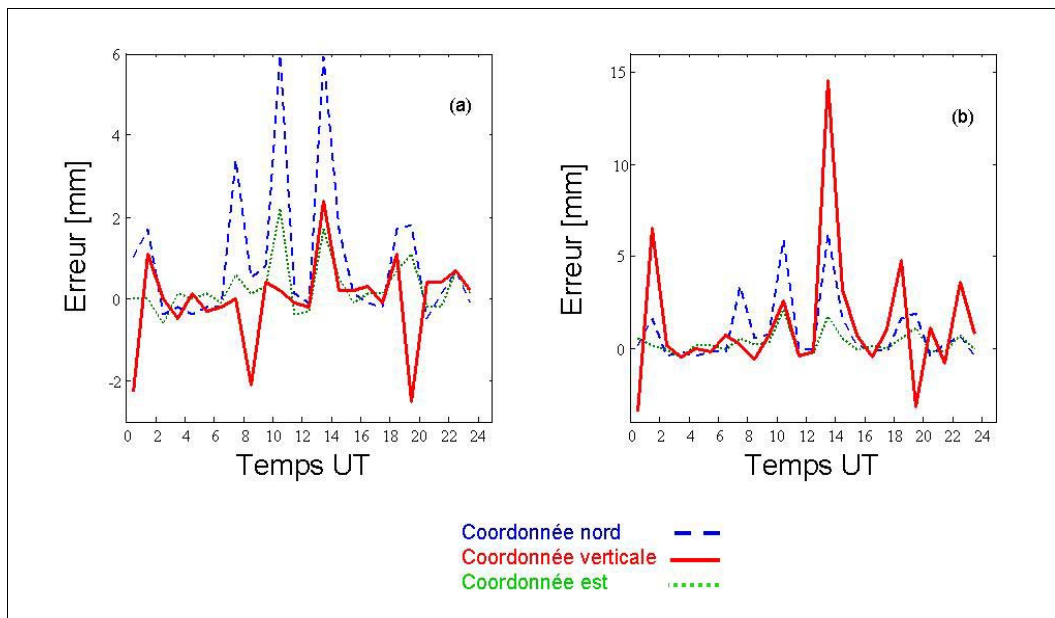 (a)
Erreur [mm]
6
4
2
0
-2
0 2 4 6 8 10 12 14 16 18 20 22 24
Temps UT
(b)
Erreur [mm]
15
10
5
0
0 2 4 6 8 10 12 14 16 18 20 22 24
Temps UT
Coordonnée nord
Coordonnée verticale
Coordonnée est